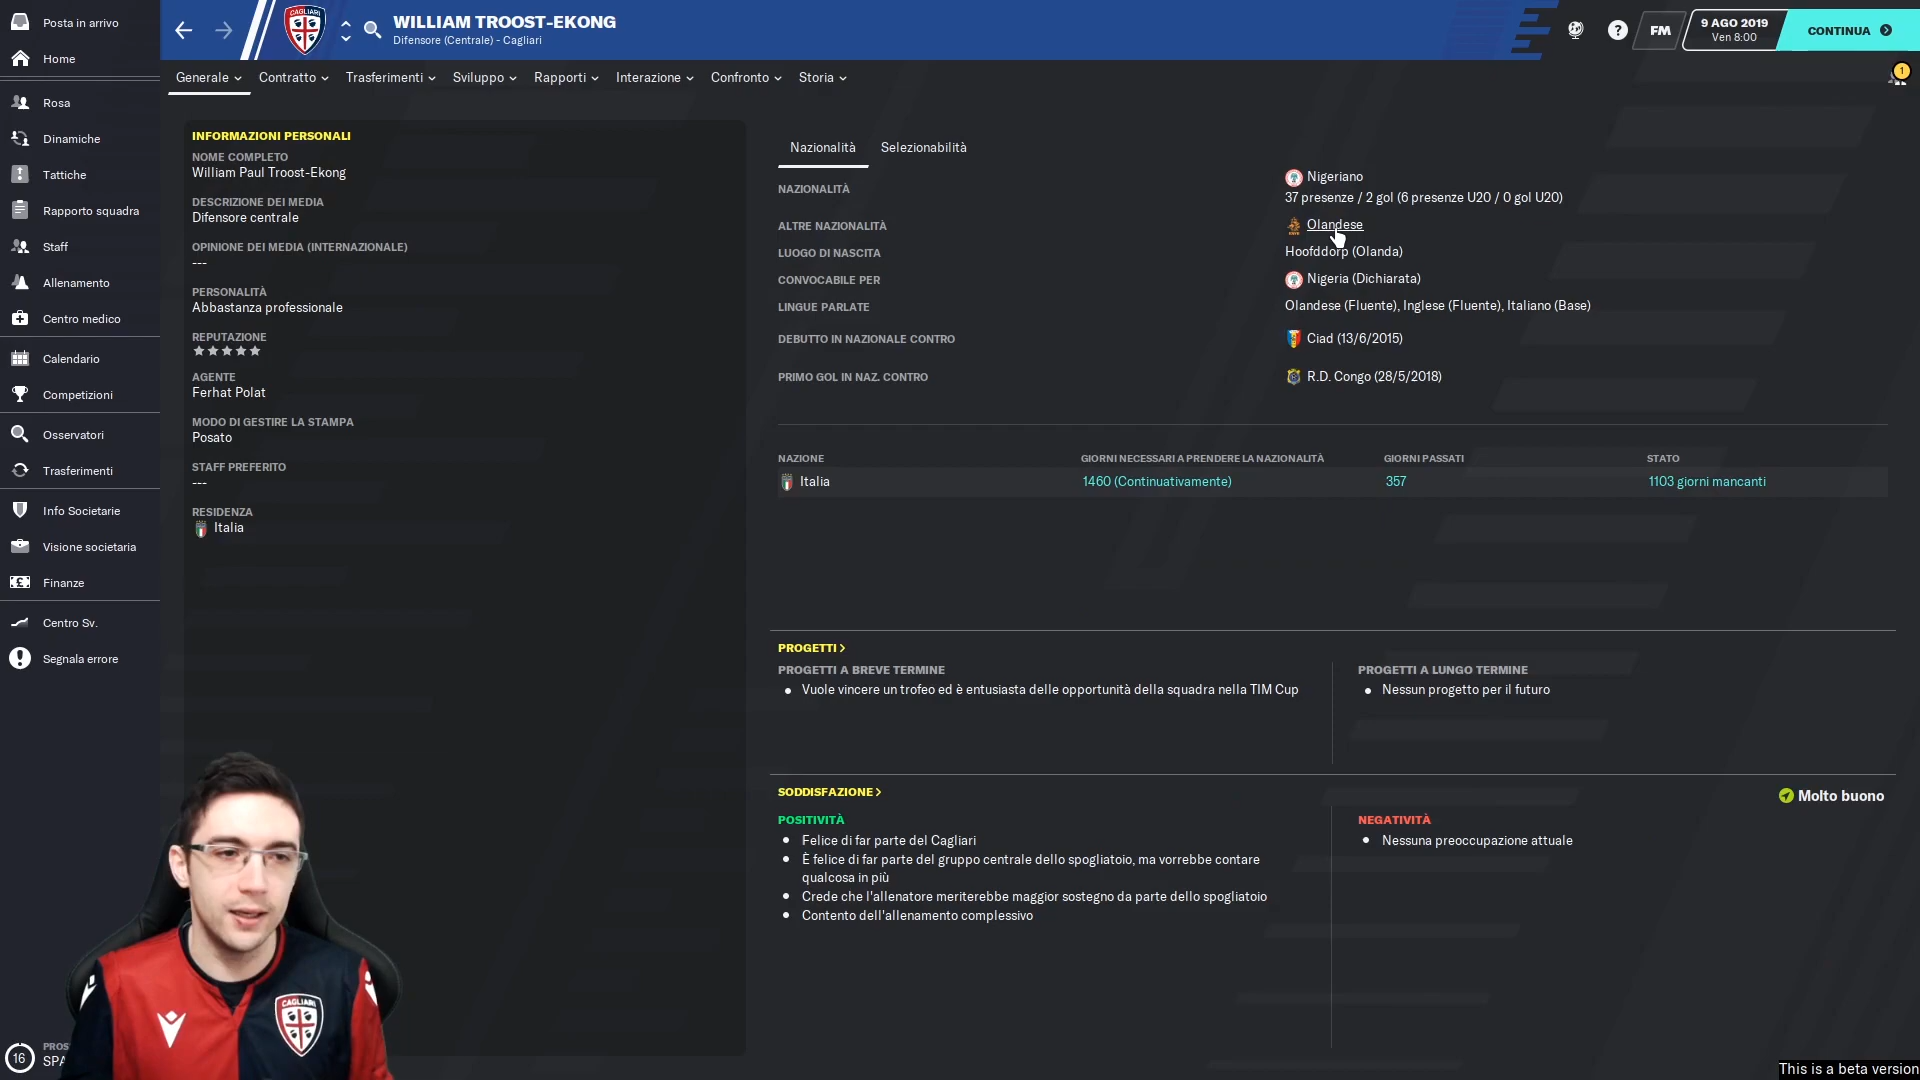 Posta in arrivo
Home
Rosa
Dinamiche
Tattiche
Rapporto squadra
Staff
Allenamento
Centro medico
Calendario
Competizioni
Osservatori
Trasferimenti
Info Societarie
Visione societaria
Finanze
Centro Sv.
Segnala errore
16
PROS
SPA
CAGLIARI
WILLIAM TROOST-EKONG
Difensore (Centrale) - Cagliari
?
FM
9 AGO 2019
Ven 8:00
CONTINUA
1
Generale
Contratto
Trasferimenti
Sviluppo
Rapporti
Interazione
Confronto
Storia
INFORMAZIONI PERSONALI
NOME COMPLETO
William Paul Troost-Ekong
DESCRIZIONE DEI MEDIA
Difensore centrale
OPINIONE DEI MEDIA (INTERNAZIONALE)
---
PERSONALITÀ
Abbastanza professionale
REPUTAZIONE
AGENTE
Ferhat Polat
MODO DI GESTIRE LA STAMPA
Posato
STAFF PREFERITO
---
RESIDENZA
Italia
Nazionalità
Selezionabilità
NAZIONALITÀ
Nigeriano
37 presenze / 2 gol (6 presenze U20 / 0 gol U20)
ALTRE NAZIONALITÀ
Olandese
LUOGO DI NASCITA
Hoofddorp (Olanda)
CONVOCABILE PER
Nigeria (Dichiarata)
LINGUE PARLATE
Olandese (Fluente), Inglese (Fluente), Italiano (Base)
DEBUTTO IN NAZIONALE CONTRO
Ciad (13/6/2015)
PRIMO GOL IN NAZ. CONTRO
R.D. Congo (28/5/2018)
NAZIONE
GIORNI NECESSARI A PRENDERE LA NAZIONALITÀ
GIORNI PASSATI
STATO
Italia
1460 (Continuativamente)
357
1103 giorni mancanti
PROGETTI >
PROGETTI A BREVE TERMINE
Vuole vincere un trofeo ed è entusiasta delle opportunità della squadra nella TIM Cup
PROGETTI A LUNGO TERMINE
Nessun progetto per il futuro
SODDISFAZIONE >
Molto buono
POSITIVITÀ
Felice di far parte del Cagliari
È felice di far parte del gruppo centrale dello spogliatoio, ma vorrebbe contare
qualcosa in più
Crede che l'allenatore meriterebbe maggior sostegno da parte dello spogliatoio
Contento dell'allenamento complessivo
NEGATIVITÀ
Nessuna preoccupazione attuale
CAGLIARI
This is a beta version